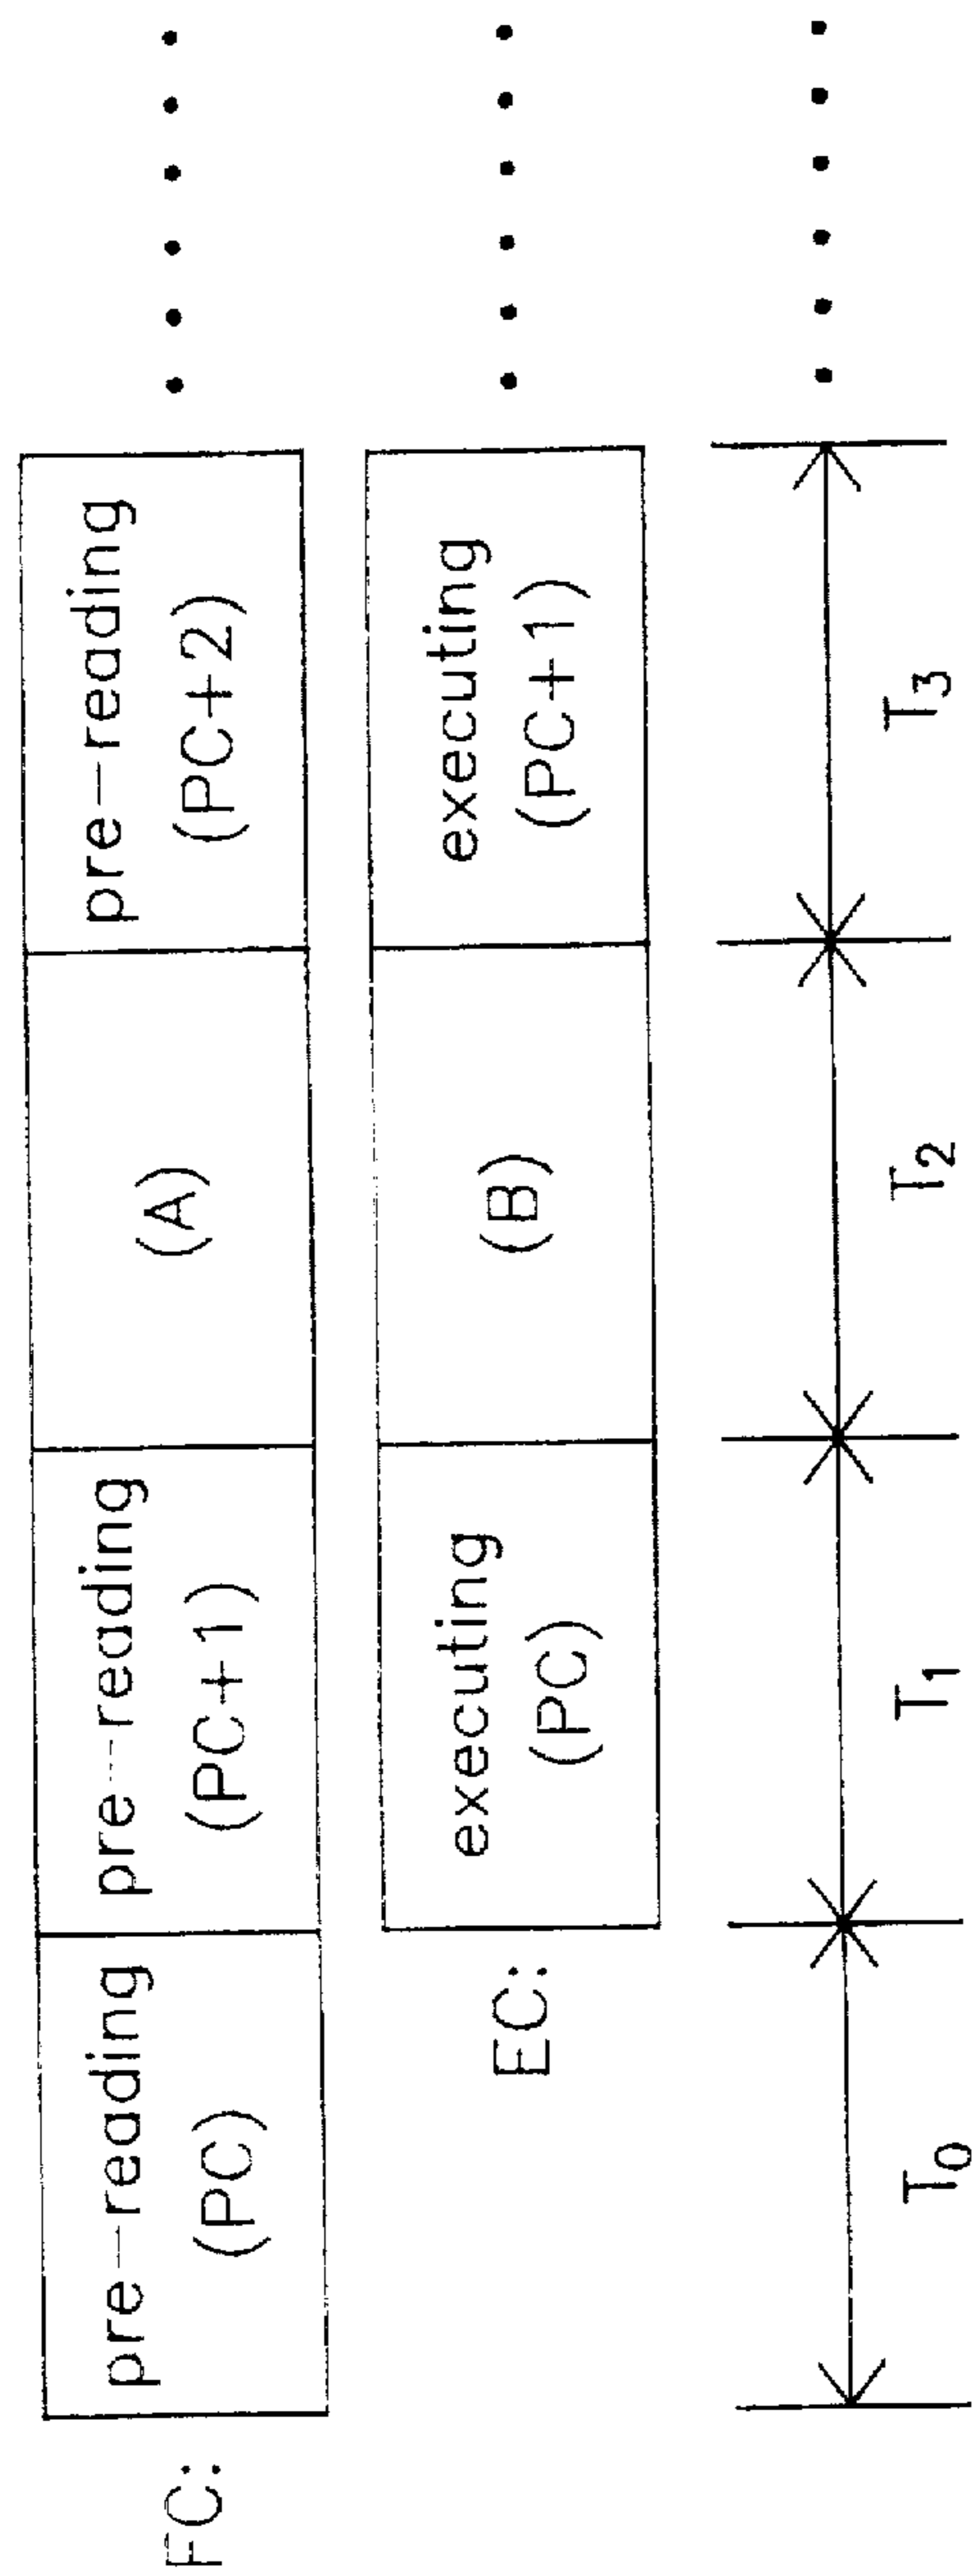 FC:
pre-reading
(PC)
pre-reading
(PC+1)
(A)
pre-reading
(PC+2)
EC:
executing
(PC)
(B)
executing
(PC+1)
T0
T1
T2
T3